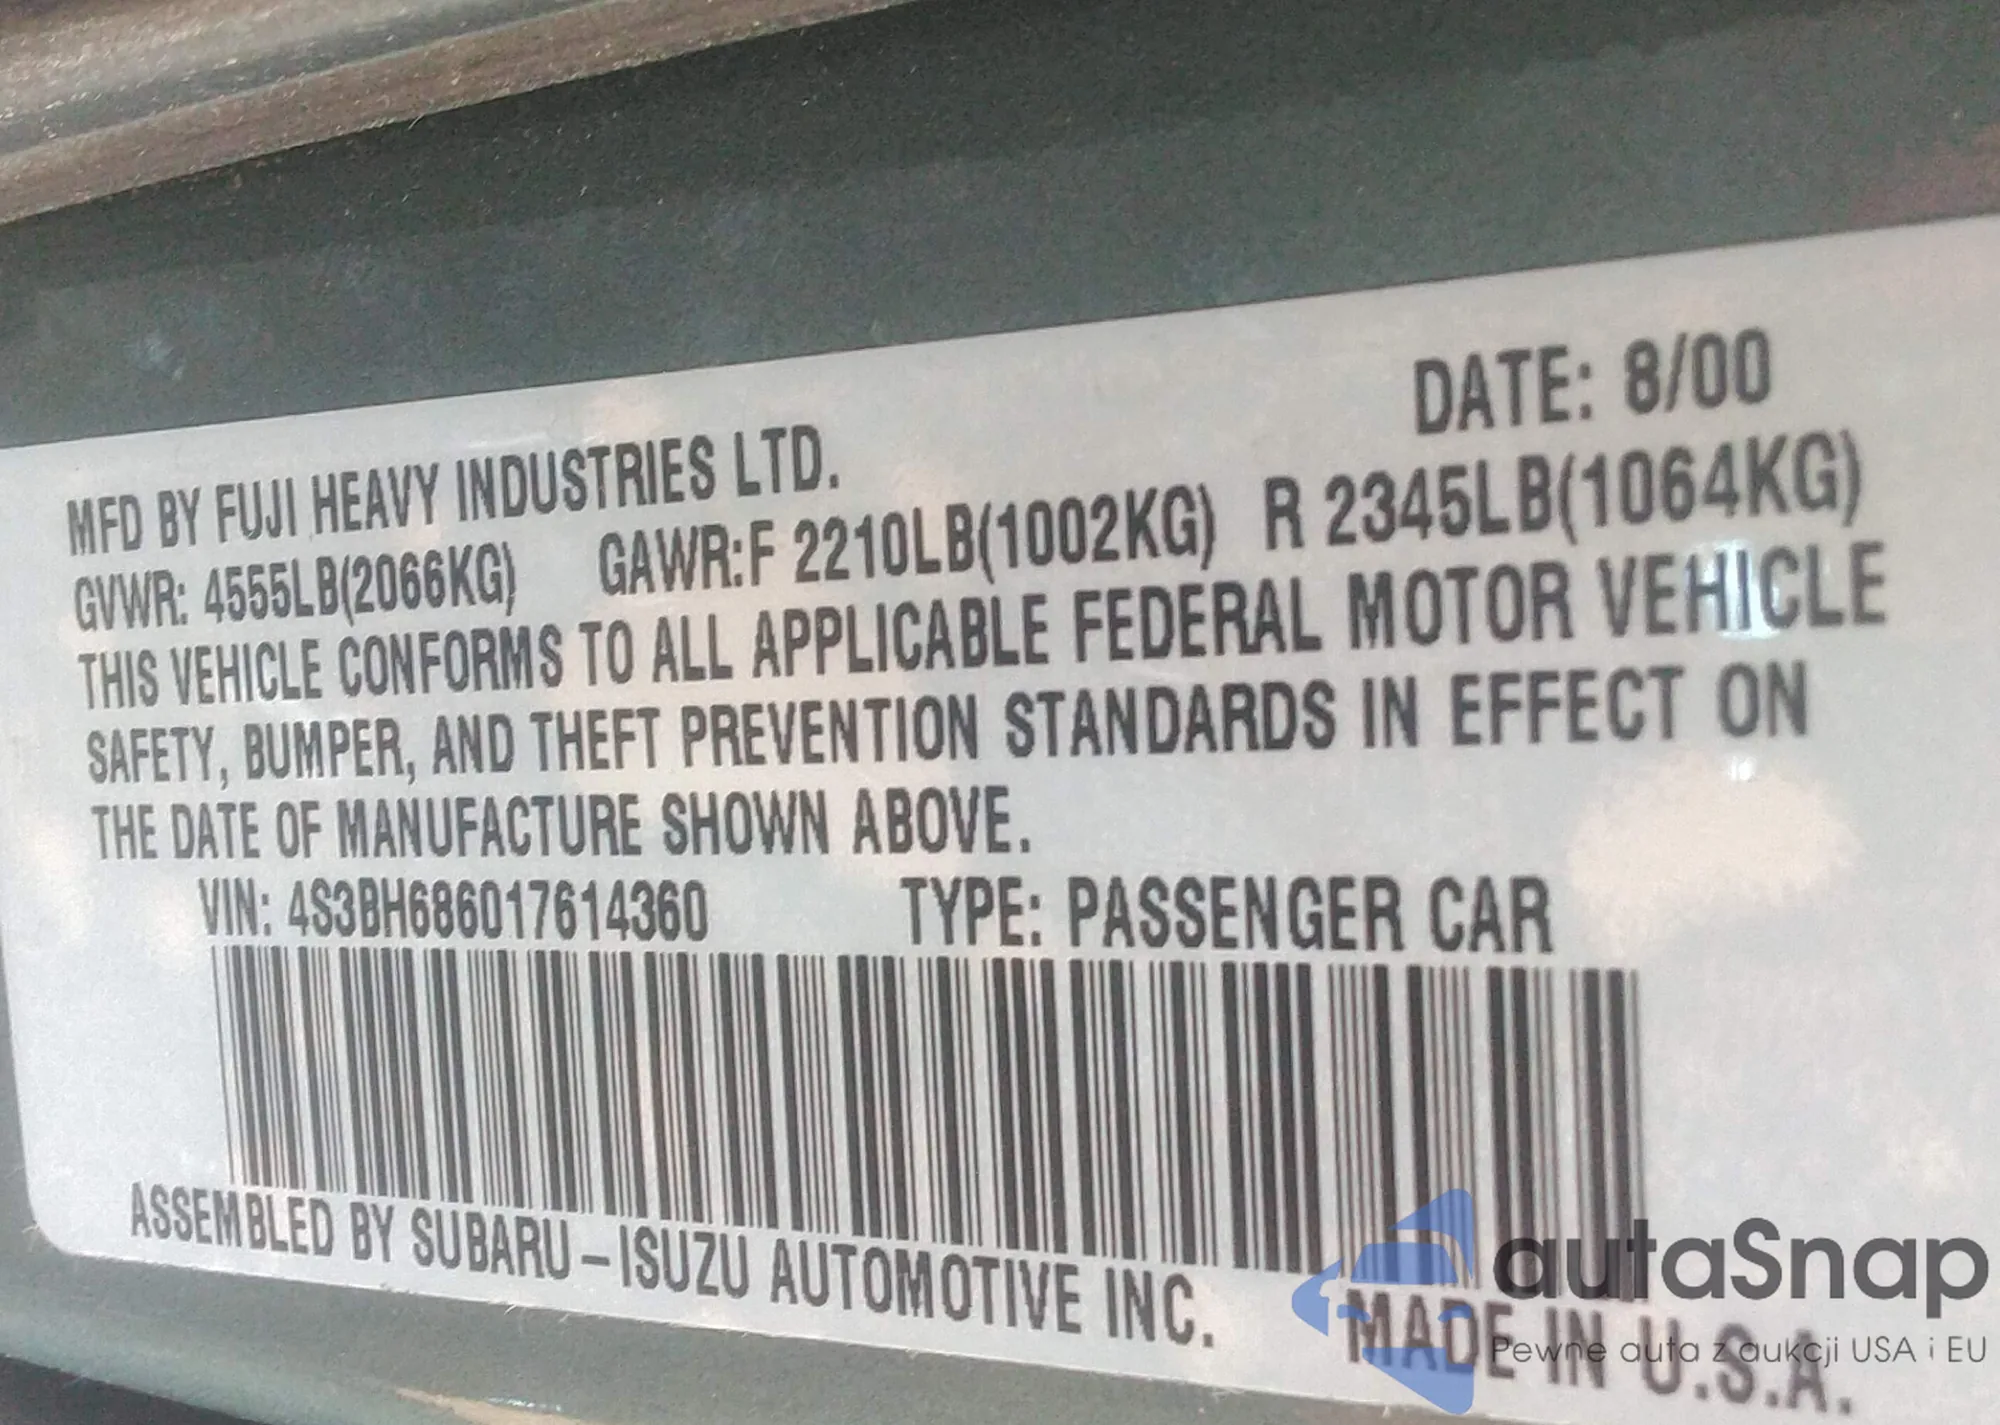 DATE: 8/00
MFD BY FUJI HEAVY INDUSTRIES LTD.
GVWR: 4555LB(2066KG) GAWR:F 2210LB(1002KG) R 2345LB(1064KG)
THIS VEHICLE CONFORMS TO ALL APPLICABLE FEDERAL MOTOR VEHICLE
SAFETY, BUMPER, AND THEFT PREVENTION STANDARDS IN EFFECT ON
THE DATE OF MANUFACTURE SHOWN ABOVE.
VIN: 4S3BH686017614360 TYPE: PASSENGER CAR
ASSEMBLED BY SUBARU-ISUZU AUTOMOTIVE INC.
MADE IN U.S.A.
autaSnap
Pewne auta z aukcji USA i EU